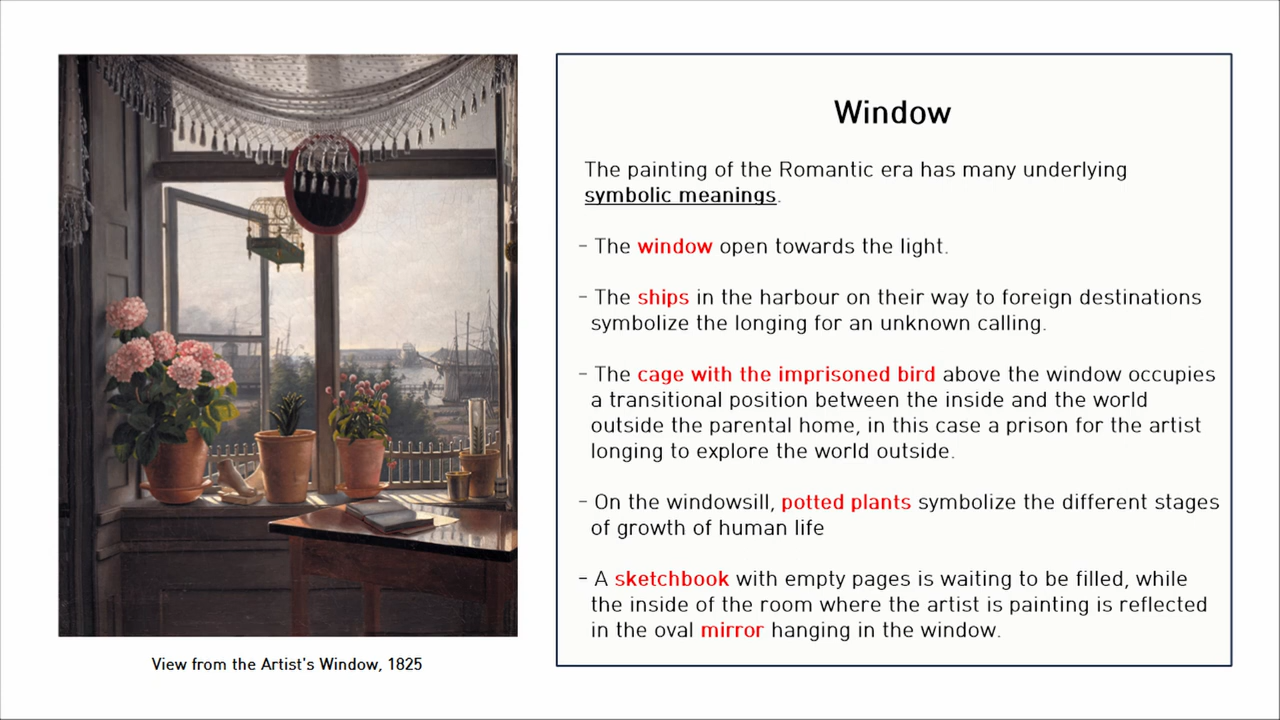 Window
The painting of the Romantic era has many underlying
symbolic meanings.
- The window open towards the light.
- The ships in the harbour on their way to foreign destinations
symbolize the longing for an unknown calling.
- The cage with the imprisoned bird above the window occupies
a transitional position between the inside and the world
outside the parental home, in this case a prison for the artist
longing to explore the world outside.
- On the windowsill, potted plants symbolize the different stages
of growth of human life
- A sketchbook with empty pages is waiting to be filled, while
the inside of the room where the artist is painting is reflected
in the oval mirror hanging in the window.
View from the Artist's Window, 1825